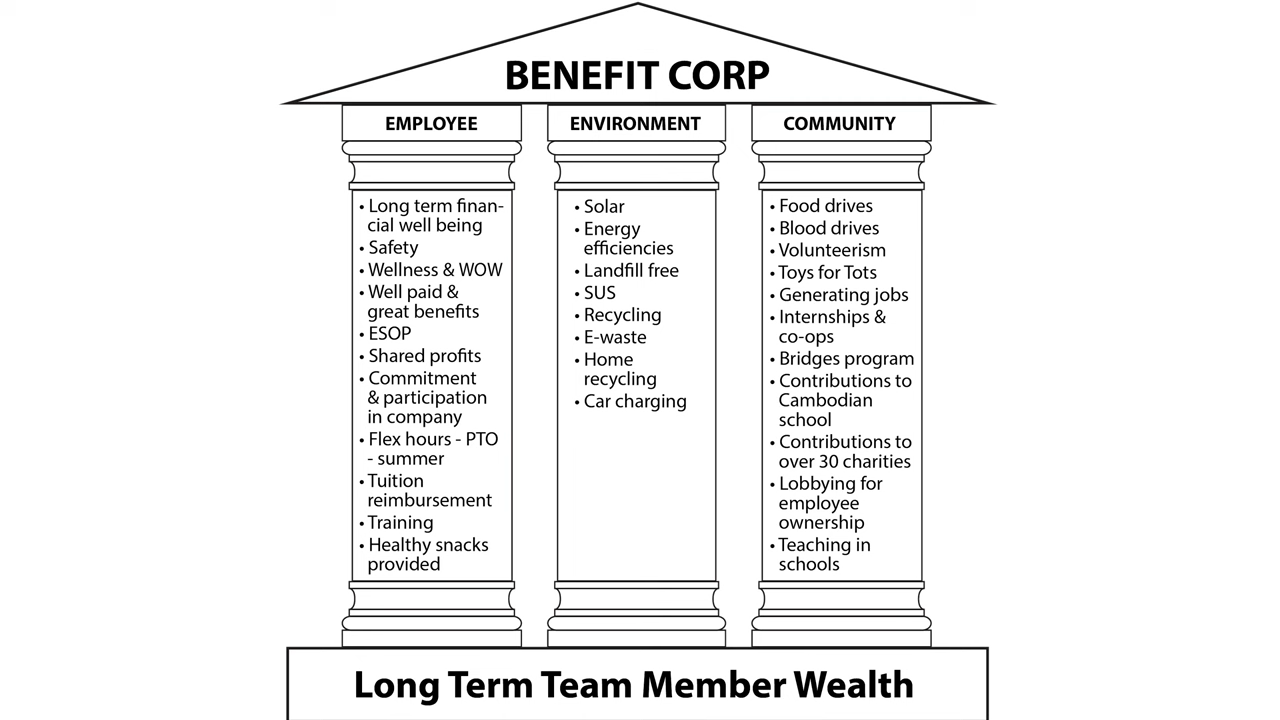 BENEFIT CORP
EMPLOYEE
• Long term finan-
cial well being
• Safety
• Wellness & WOW
• Well paid &
great benefits
• ESOP
• Shared profits
• Commitment
& participation
in company
• Flex hours - PTO
- summer
• Tuition
reimbursement
• Training
• Healthy snacks
provided
ENVIRONMENT
• Solar
• Energy
efficiencies
• Landfill free
• SUS
• Recycling
• E-waste
• Home
recycling
• Car charging
COMMUNITY
• Food drives
• Blood drives
• Volunteerism
• Toys for Tots
• Generating jobs
• Internships &
co-ops
• Bridges program
• Contributions to
Cambodian
school
• Contributions to
over 30 charities
• Lobbying for
employee
ownership
• Teaching in
schools
Long Term Team Member Wealth